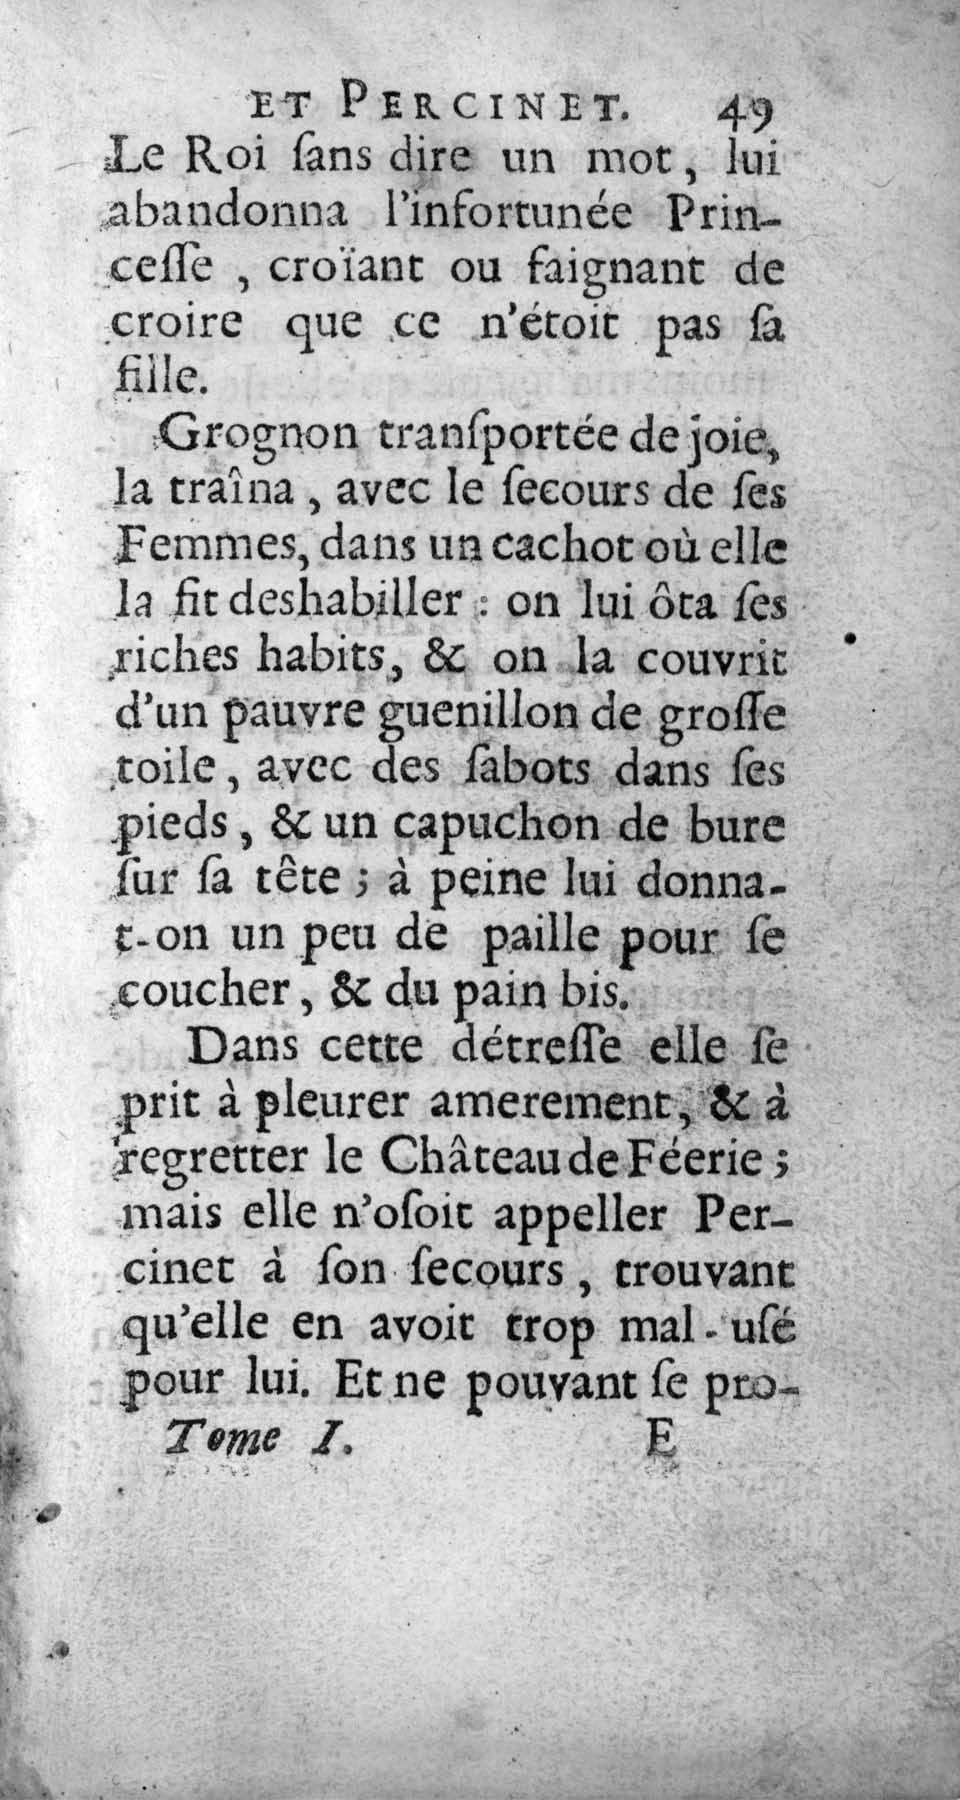 ET PERCINET. 49
Le Roi ſans dire un mot, lui
abandonna l'infortunée Prin-
ceſſe, croïant ou faignant de
croire que ce n'étoit pas ſa
fille.
Grognon tranſportée de joie,
la traîna, avec le ſecours de ſes
Femmes, dans un cachot où elle
la fit deshabiller : on lui ôta ſes
riches habits, & on la couvrit
d'un pauvre guenillon de groſſe
toile, avec des ſabots dans ſes
pieds, & un capuchon de bure
ſur ſa tête ; à peine lui donna-
t-on un peu de paille pour ſe
coucher, & du pain bis.
Dans cette détreſſe elle ſe
prit à pleurer amerement, & à
regretter le Château de Féerie ;
mais elle n'oſoit appeller Per-
cinet à ſon ſecours, trouvant
qu'elle en avoit trop mal-uſé
pour lui. Et ne pouvant ſe pro-
Tome I. E